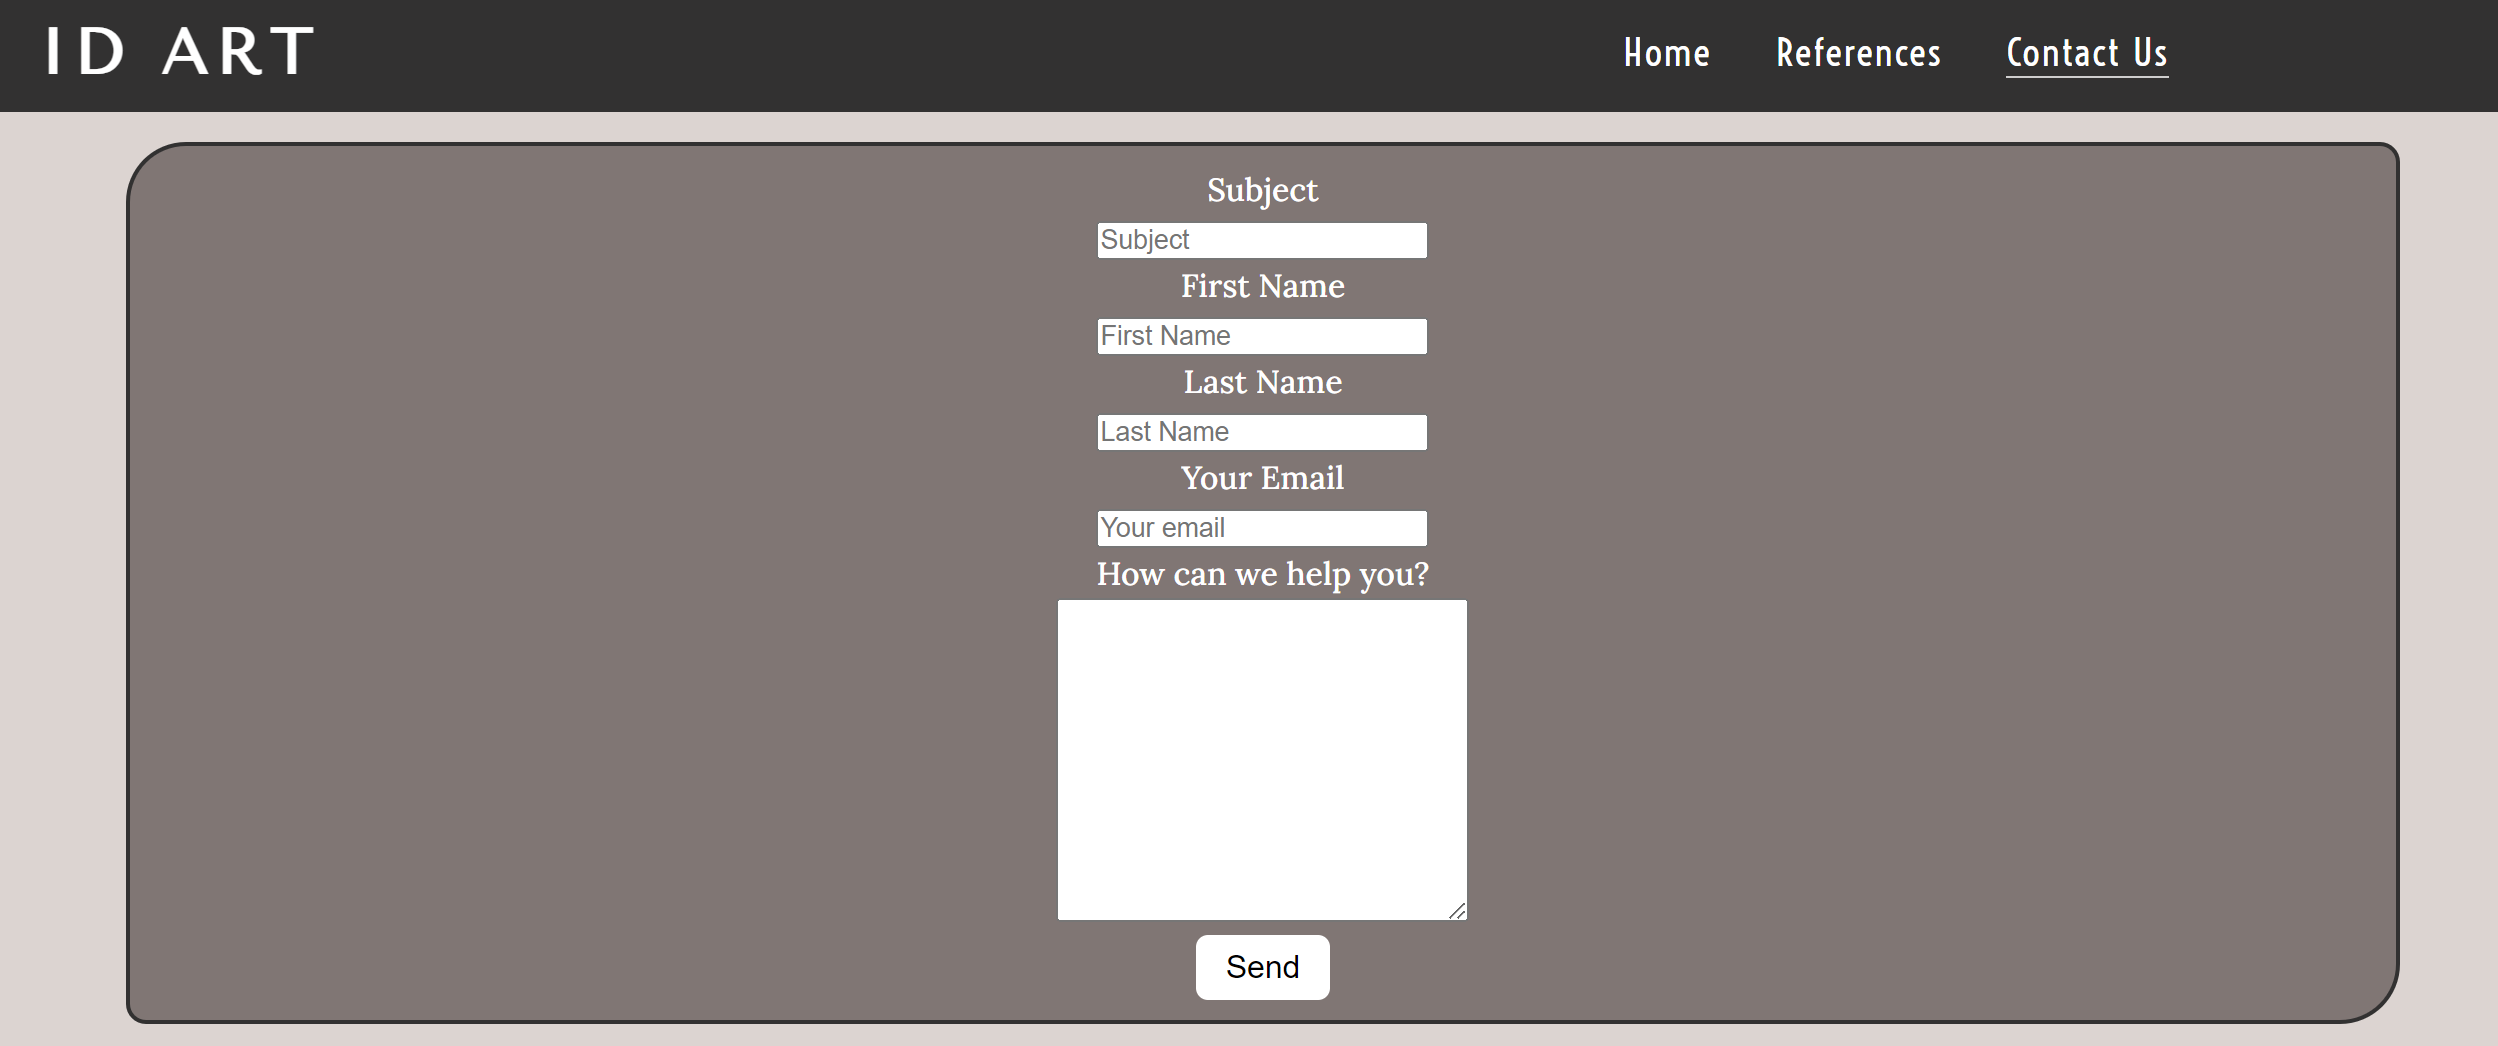 ID ART
Home References Contact Us
Subject
Subject
First Name
First Name
Last Name
Last Name
Your Email
Your email
How can we help you?
Send